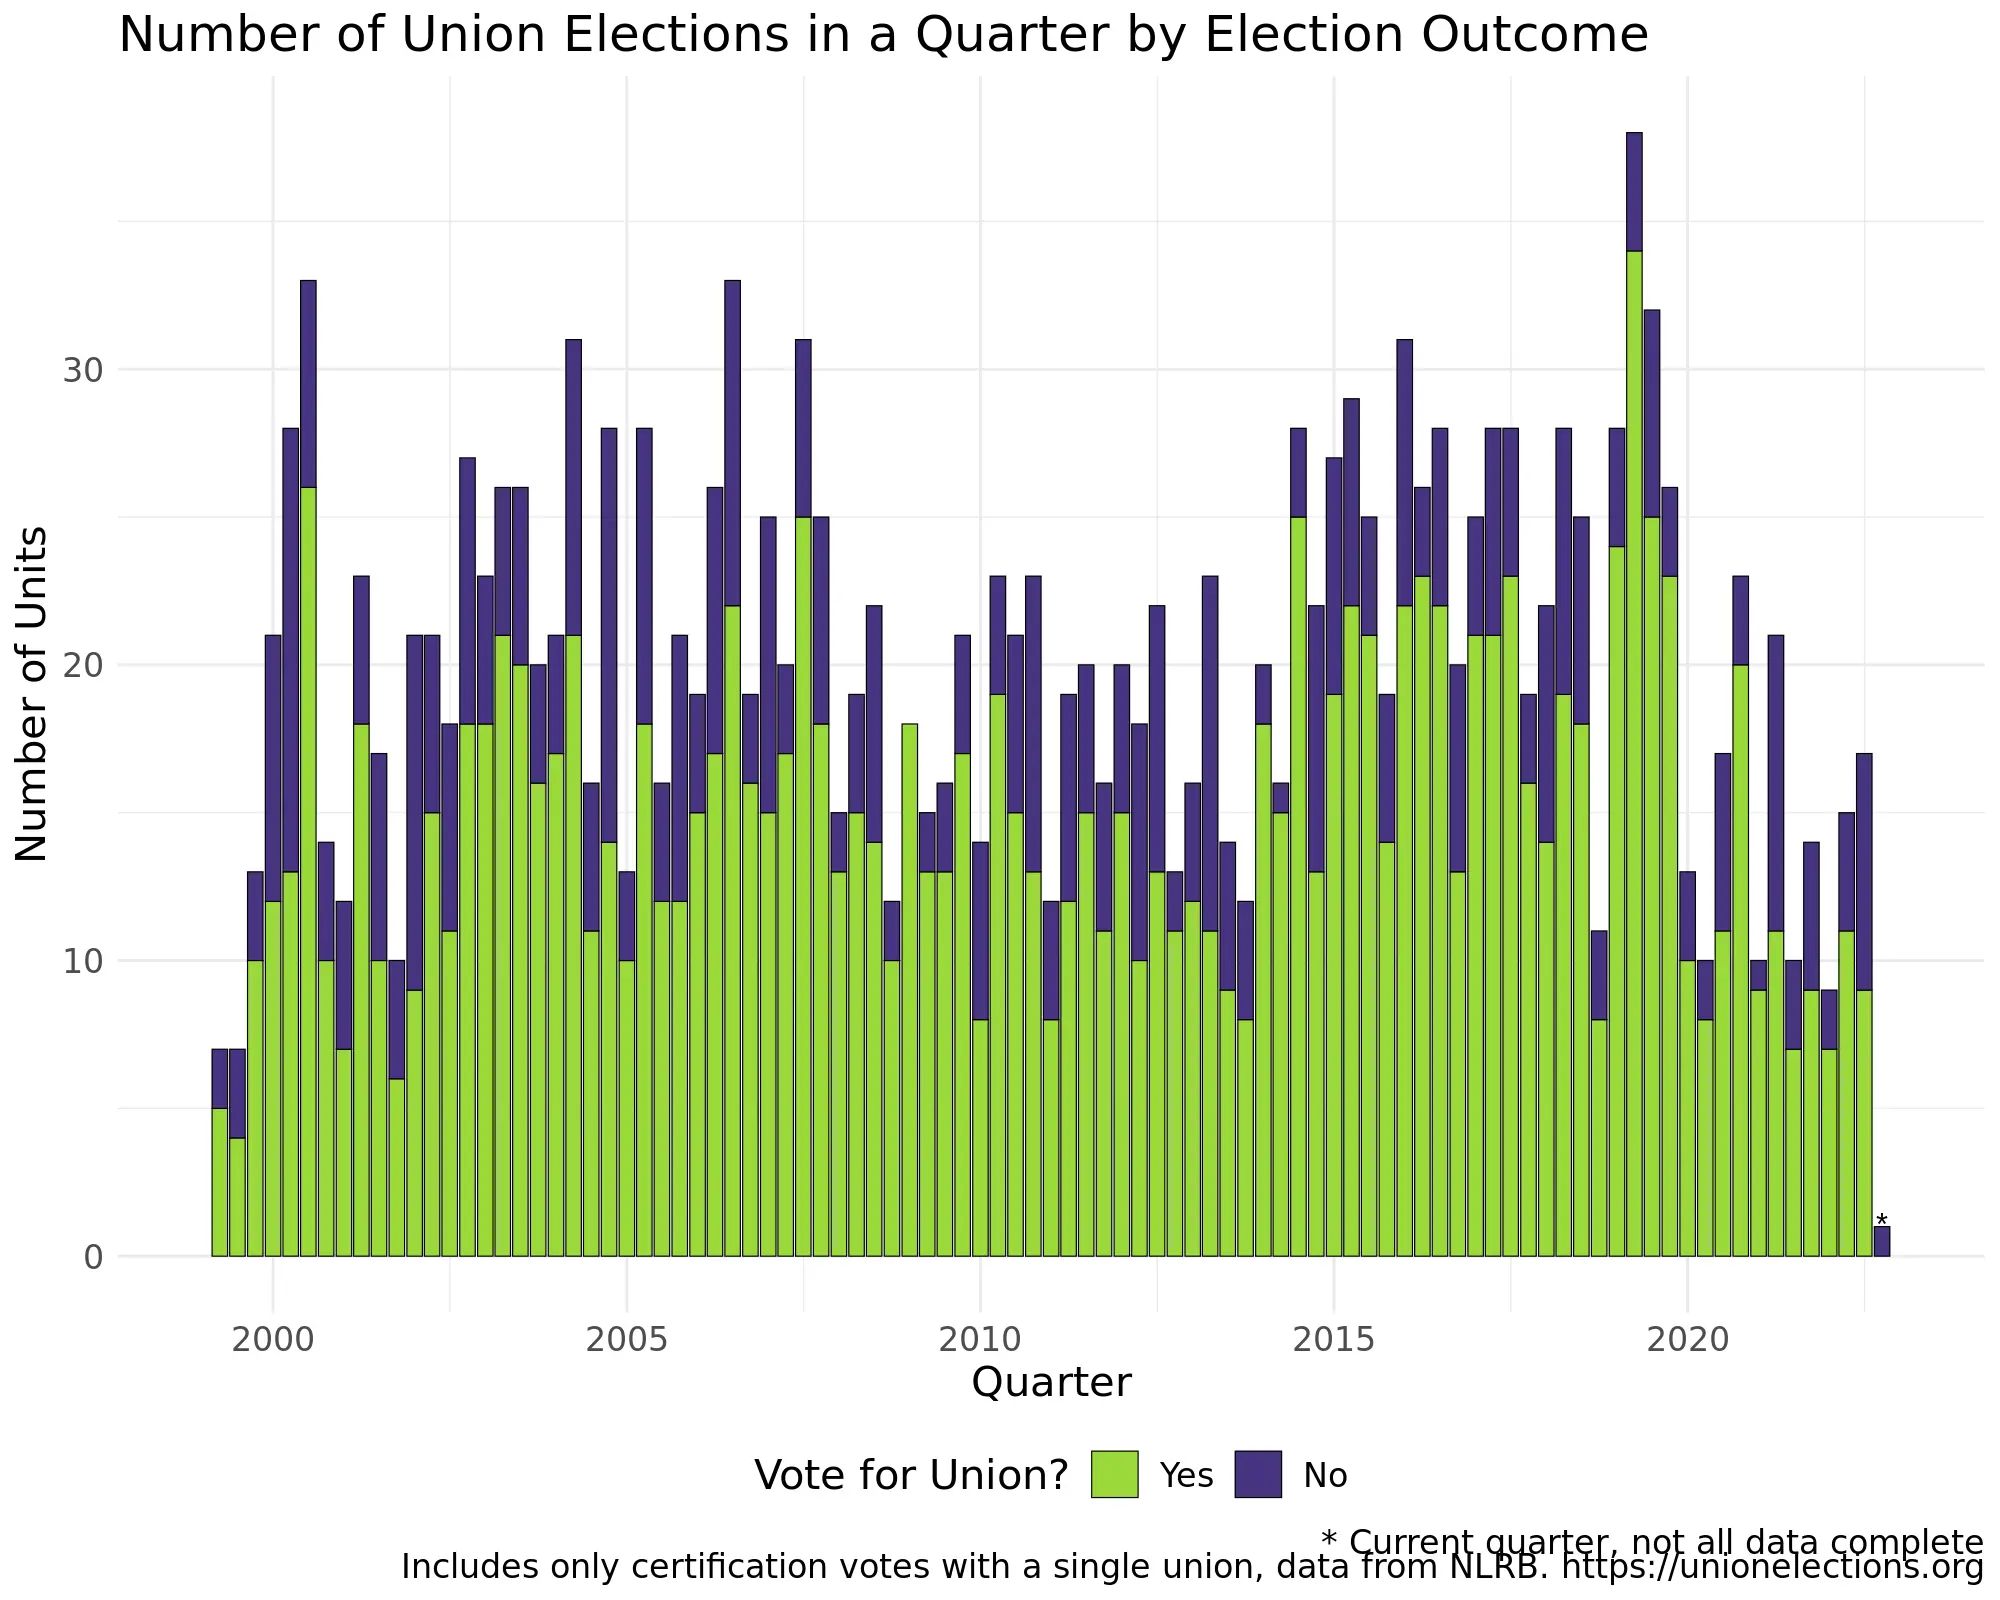 Number of Union Elections in a Quarter by Election Outcome
Number of Units
30
20
10
0
*
2000 2005 2010 2015 2020
Quarter
Vote for Union? Yes No
* Current quarter, not all data complete
Includes only certification votes with a single union, data from NLRB. https://unionelections.org